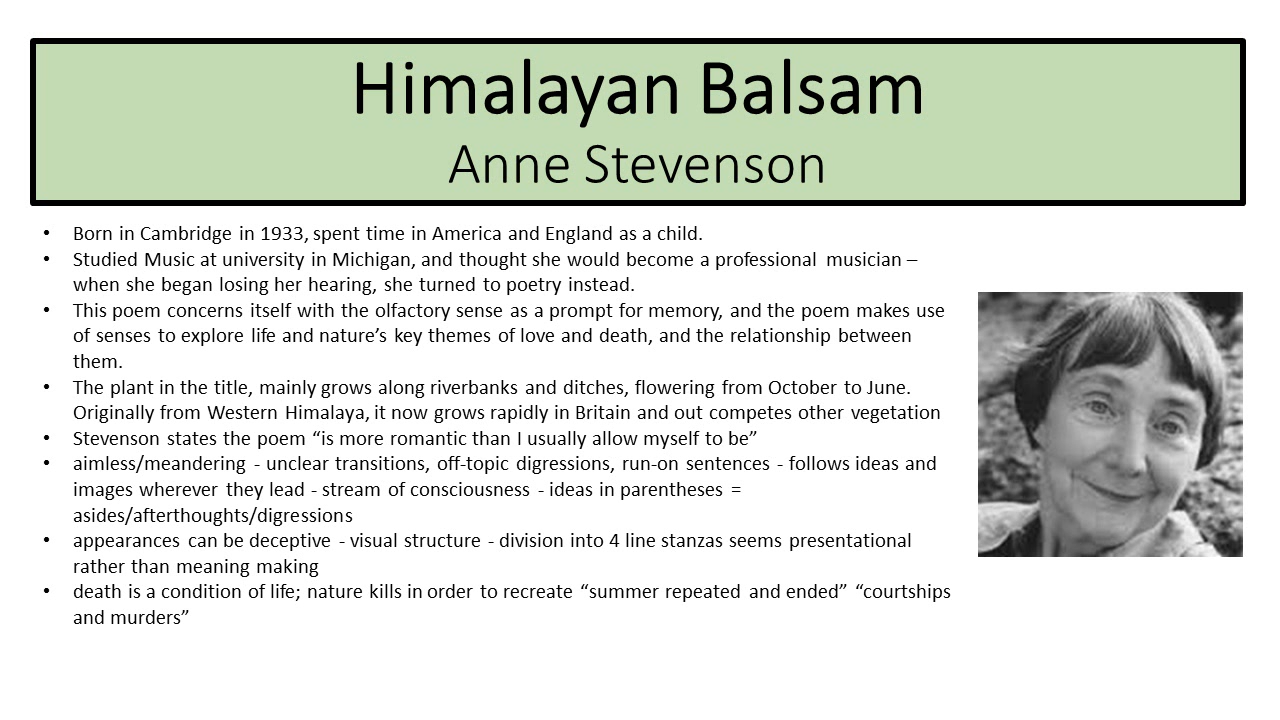 Himalayan Balsam
Anne Stevenson
• Born in Cambridge in 1933, spent time in America and England as a child.
• Studied Music at university in Michigan, and thought she would become a professional musician –
when she began losing her hearing, she turned to poetry instead.
• This poem concerns itself with the olfactory sense as a prompt for memory, and the poem makes use
of senses to explore life and nature’s key themes of love and death, and the relationship between
them.
• The plant in the title, mainly grows along riverbanks and ditches, flowering from October to June.
Originally from Western Himalaya, it now grows rapidly in Britain and out competes other vegetation
• Stevenson states the poem “is more romantic than I usually allow myself to be”
• aimless/meandering - unclear transitions, off-topic digressions, run-on sentences - follows ideas and
images wherever they lead - stream of consciousness - ideas in parentheses =
asides/afterthoughts/digressions
• appearances can be deceptive - visual structure - division into 4 line stanzas seems presentational
rather than meaning making
• death is a condition of life; nature kills in order to recreate “summer repeated and ended” “courtships
and murders”